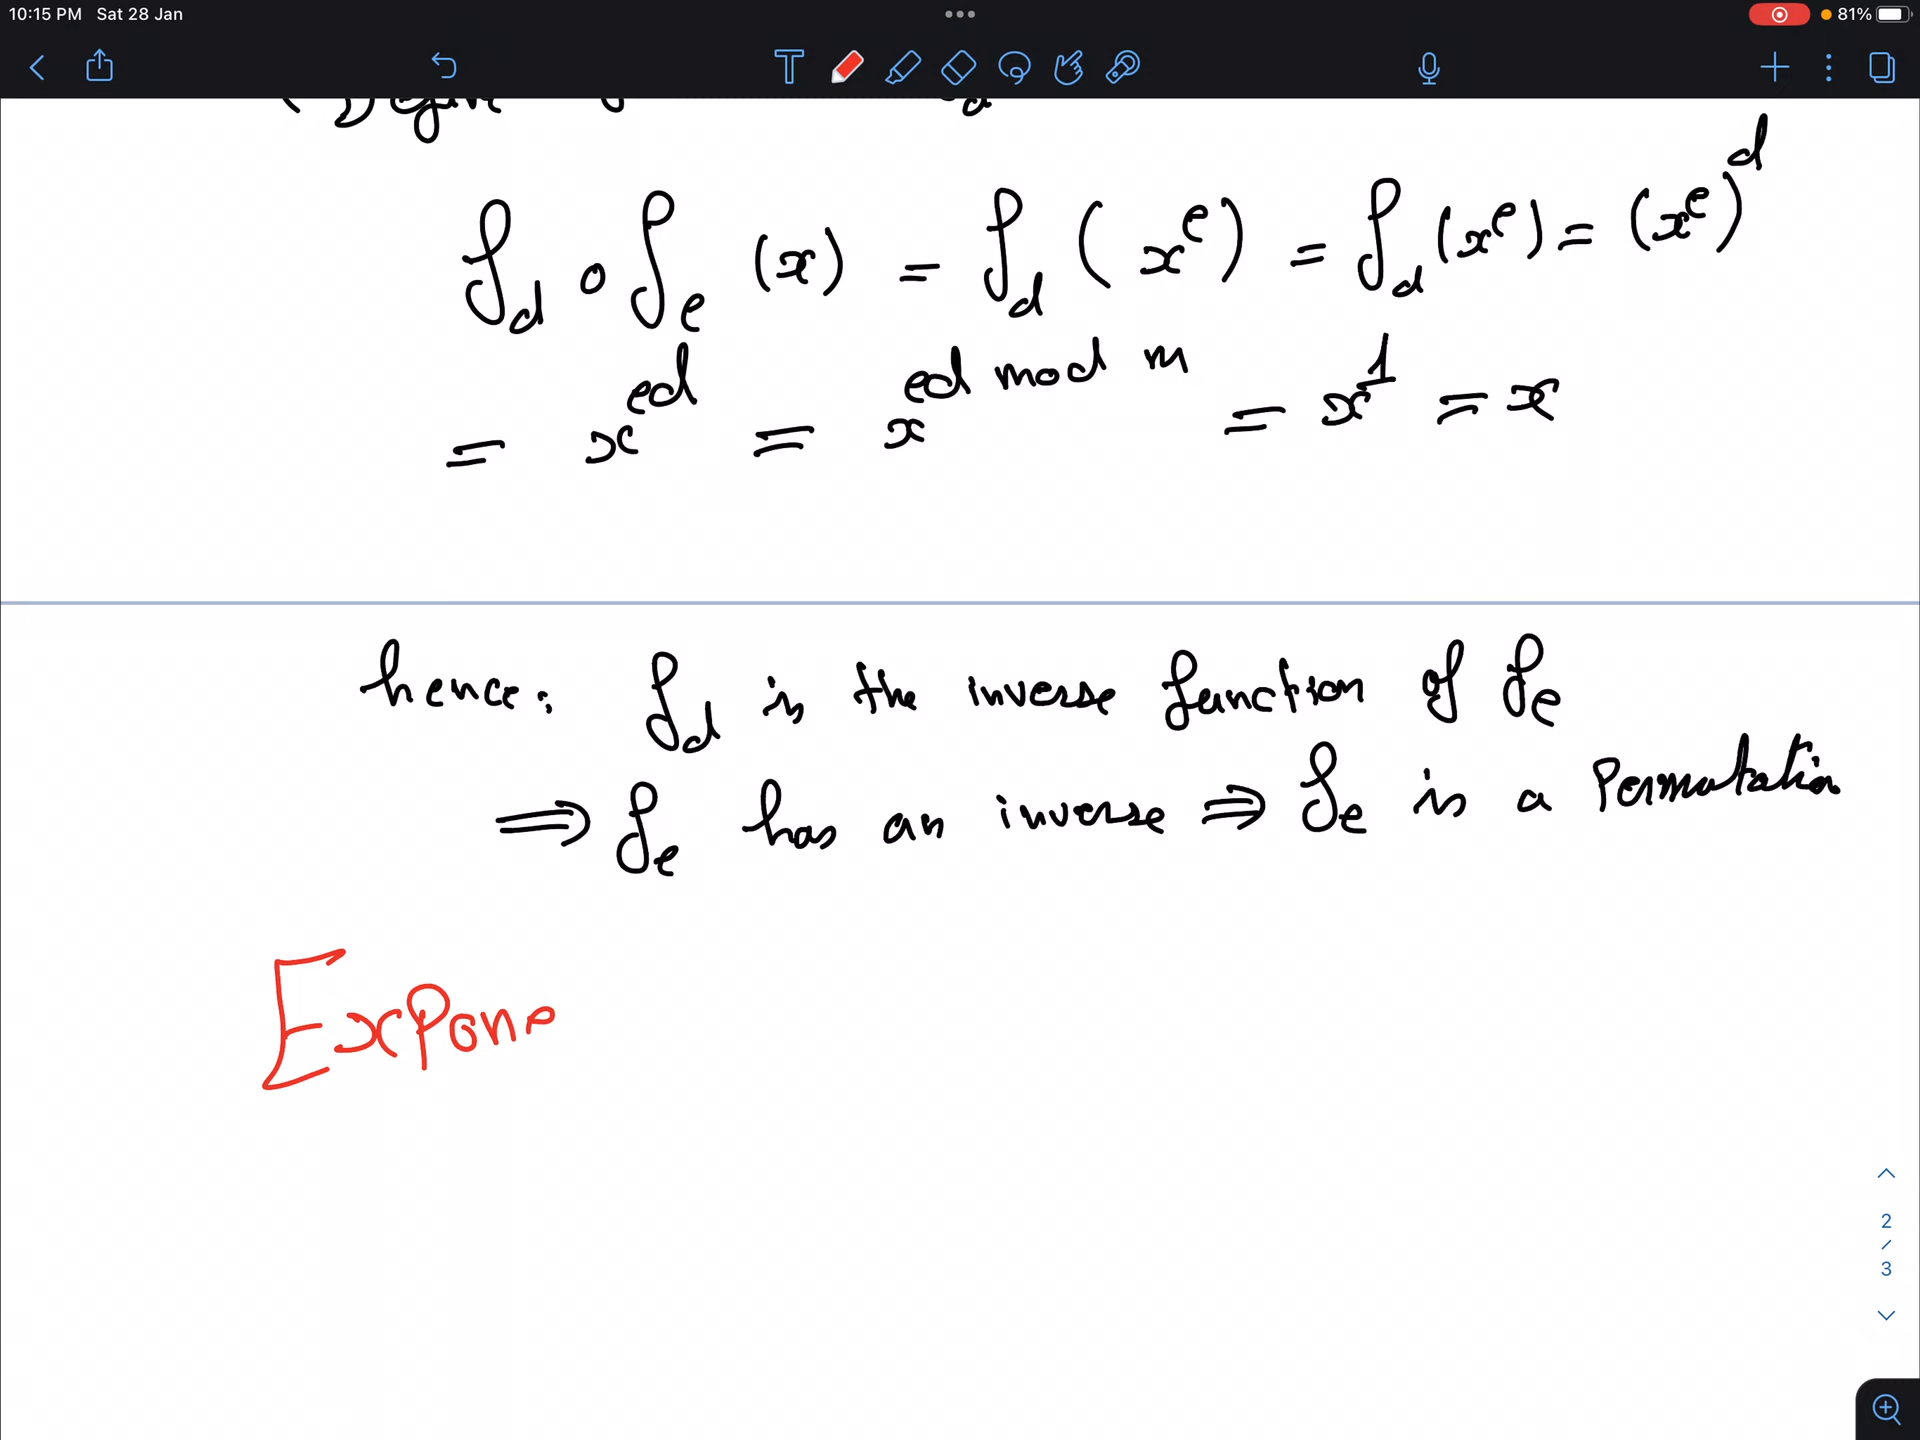 10:15 PM Sat 28 Jan
81%
Define
f_d ∘ f_e (x) = f_d (x^e) = f_d (x^e) = (x^e)^d
= x^ed = x^ed mod m = x^1 = x
hence: f_d is the inverse function of f_e
⇒ f_e has an inverse ⇒ f_e is a Permutation
Expone
2
/
3